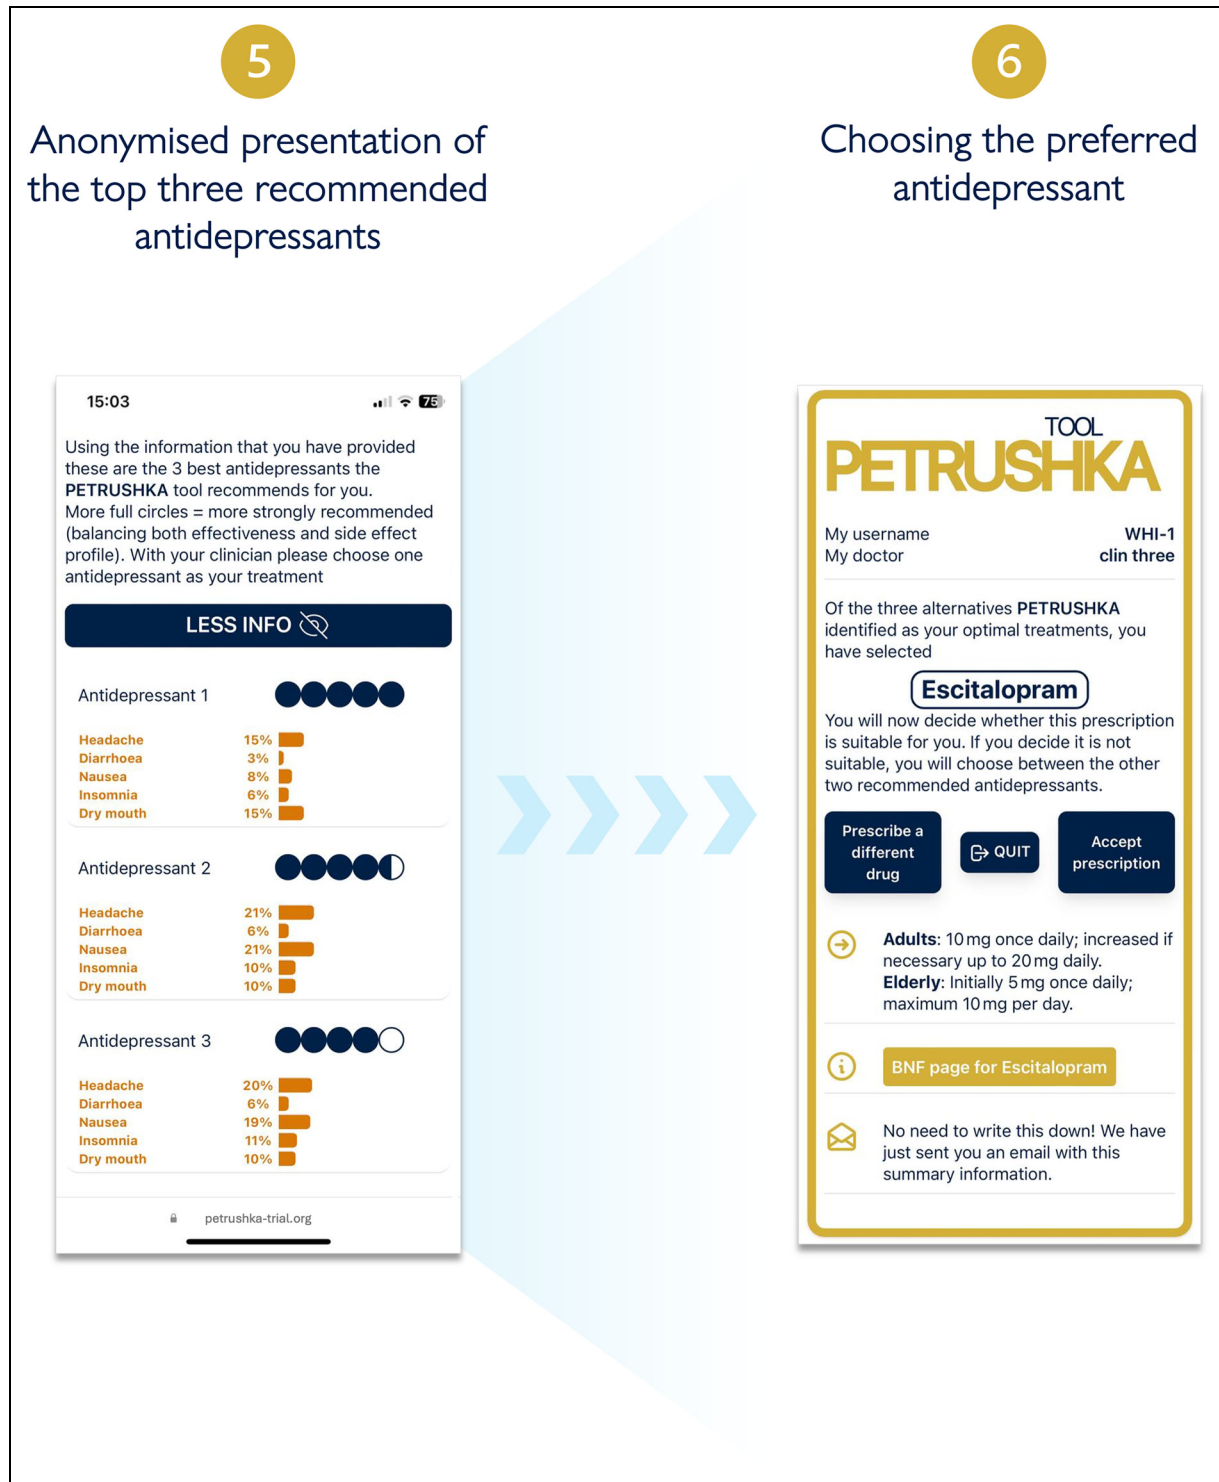 5
Anonymised presentation of
the top three recommended
antidepressants
15:03
75
Using the information that you have provided
these are the 3 best antidepressants the
PETRUSHKA tool recommends for you.
More full circles = more strongly recommended
(balancing both effectiveness and side effect
profile). With your clinician please choose one
antidepressant as your treatment
LESS INFO
Antidepressant 1
Headache 15%
Diarrhoea 3%
Nausea 8%
Insomnia 6%
Dry mouth 15%
Antidepressant 2
Headache 21%
Diarrhoea 6%
Nausea 21%
Insomnia 10%
Dry mouth 10%
Antidepressant 3
Headache 20%
Diarrhoea 6%
Nausea 19%
Insomnia 11%
Dry mouth 10%
petrushka-trial.org
6
Choosing the preferred
antidepressant
TOOL
PETRUSHKA
My username WHI-1
My doctor clin three
Of the three alternatives PETRUSHKA
identified as your optimal treatments, you
have selected
Escitalopram
You will now decide whether this prescription
is suitable for you. If you decide it is not
suitable, you will choose between the other
two recommended antidepressants.
Prescribe a
different
drug
QUIT
Accept
prescription
Adults: 10 mg once daily; increased if
necessary up to 20 mg daily.
Elderly: Initially 5 mg once daily;
maximum 10 mg per day.
BNF page for Escitalopram
No need to write this down! We have
just sent you an email with this
summary information.